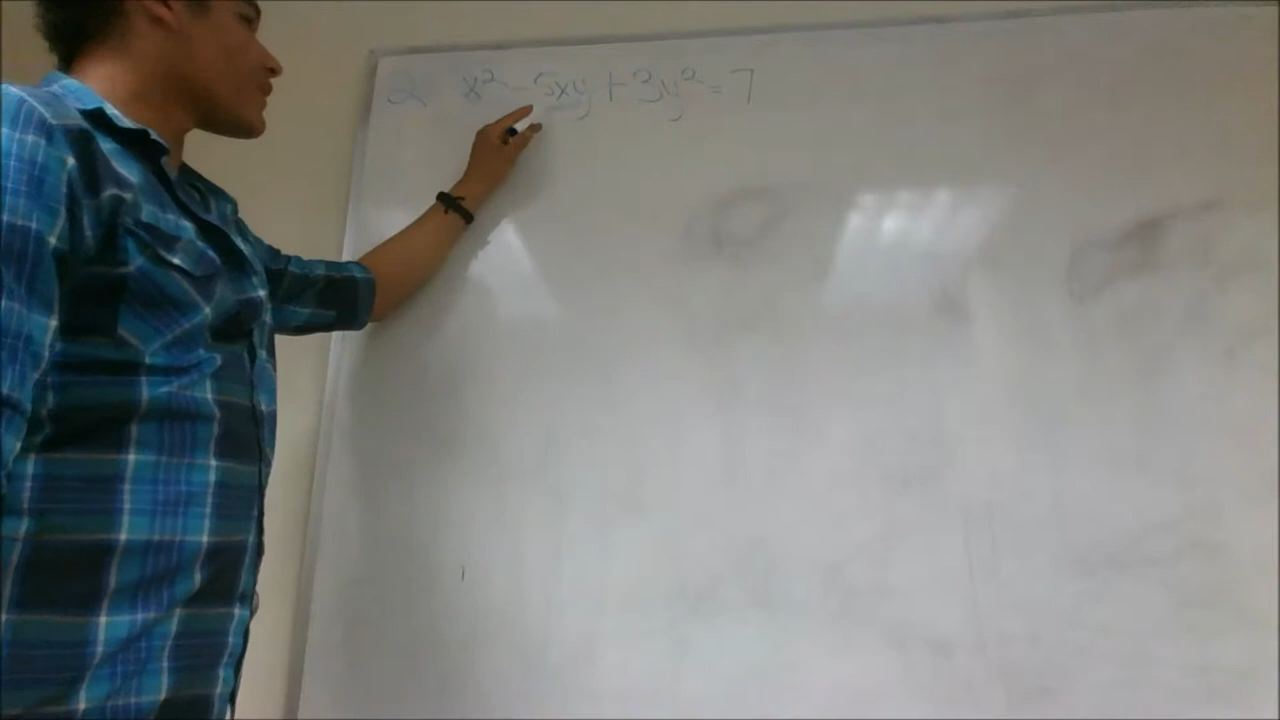 2 x² - 5xy + 3y² = 7